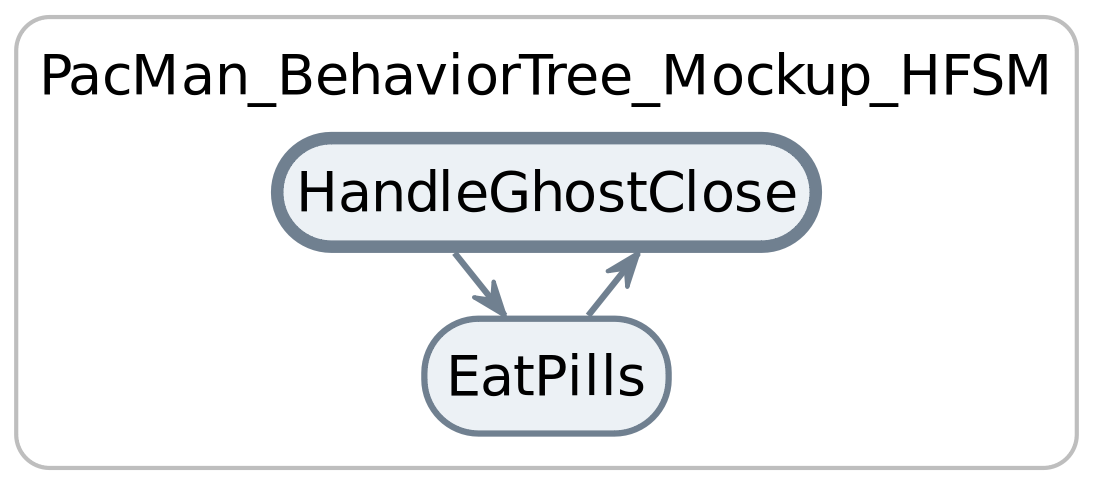 PacMan_BehaviorTree_Mockup_HFSM
HandleGhostClose
EatPills